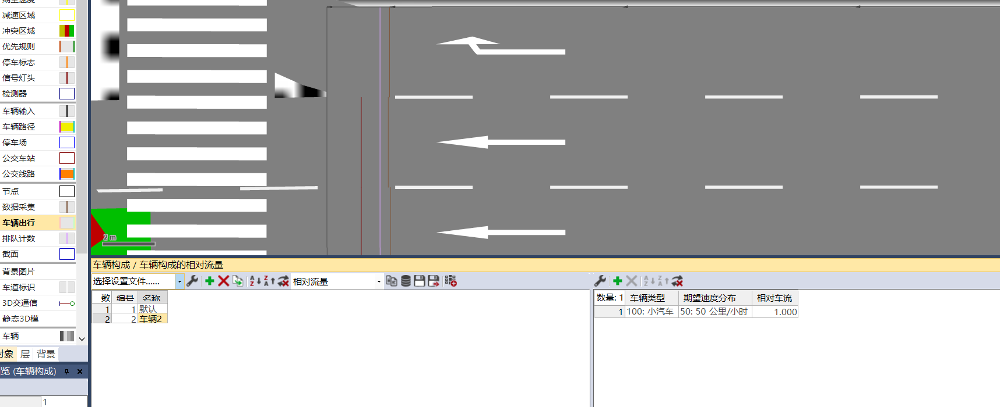 期望速度
减速区域
冲突区域
优先规则
停车标志
信号灯头
检测器
车辆输入
车辆路径
停车场
公交车站
公交线路
节点
数据采集
车辆出行
排队计数
截面
背景图片
车道标识
3D交通信
静态3D模
车辆
对象 层 背景
览 (车辆构成)
1
2 m
车辆构成 / 车辆构成的相对流量
选择设置文件...... 相对流量
数 编号 名称
1 1 默认
2 2 车辆2
数量: 1 车辆类型 期望速度分布 相对车流
1 100: 小汽车 50: 50 公里/小时 1.000